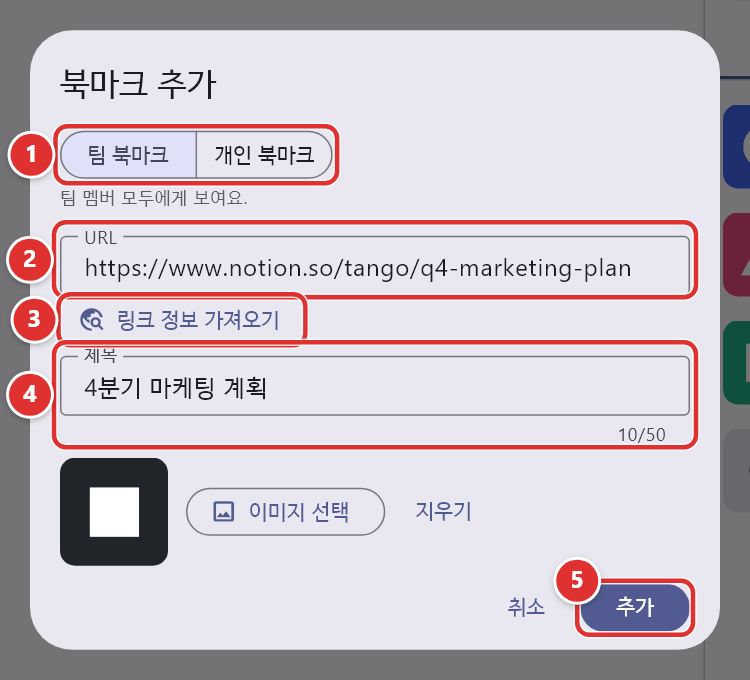 북마크 추가
1
팀 북마크 개인 북마크
팀 멤버 모두에게 보여요.
2
URL
https://www.notion.so/tango/q4-marketing-plan
3
링크 정보 가져오기
제목
4
4분기 마케팅 계획
10/50
이미지 선택 지우기
5
취소 추가